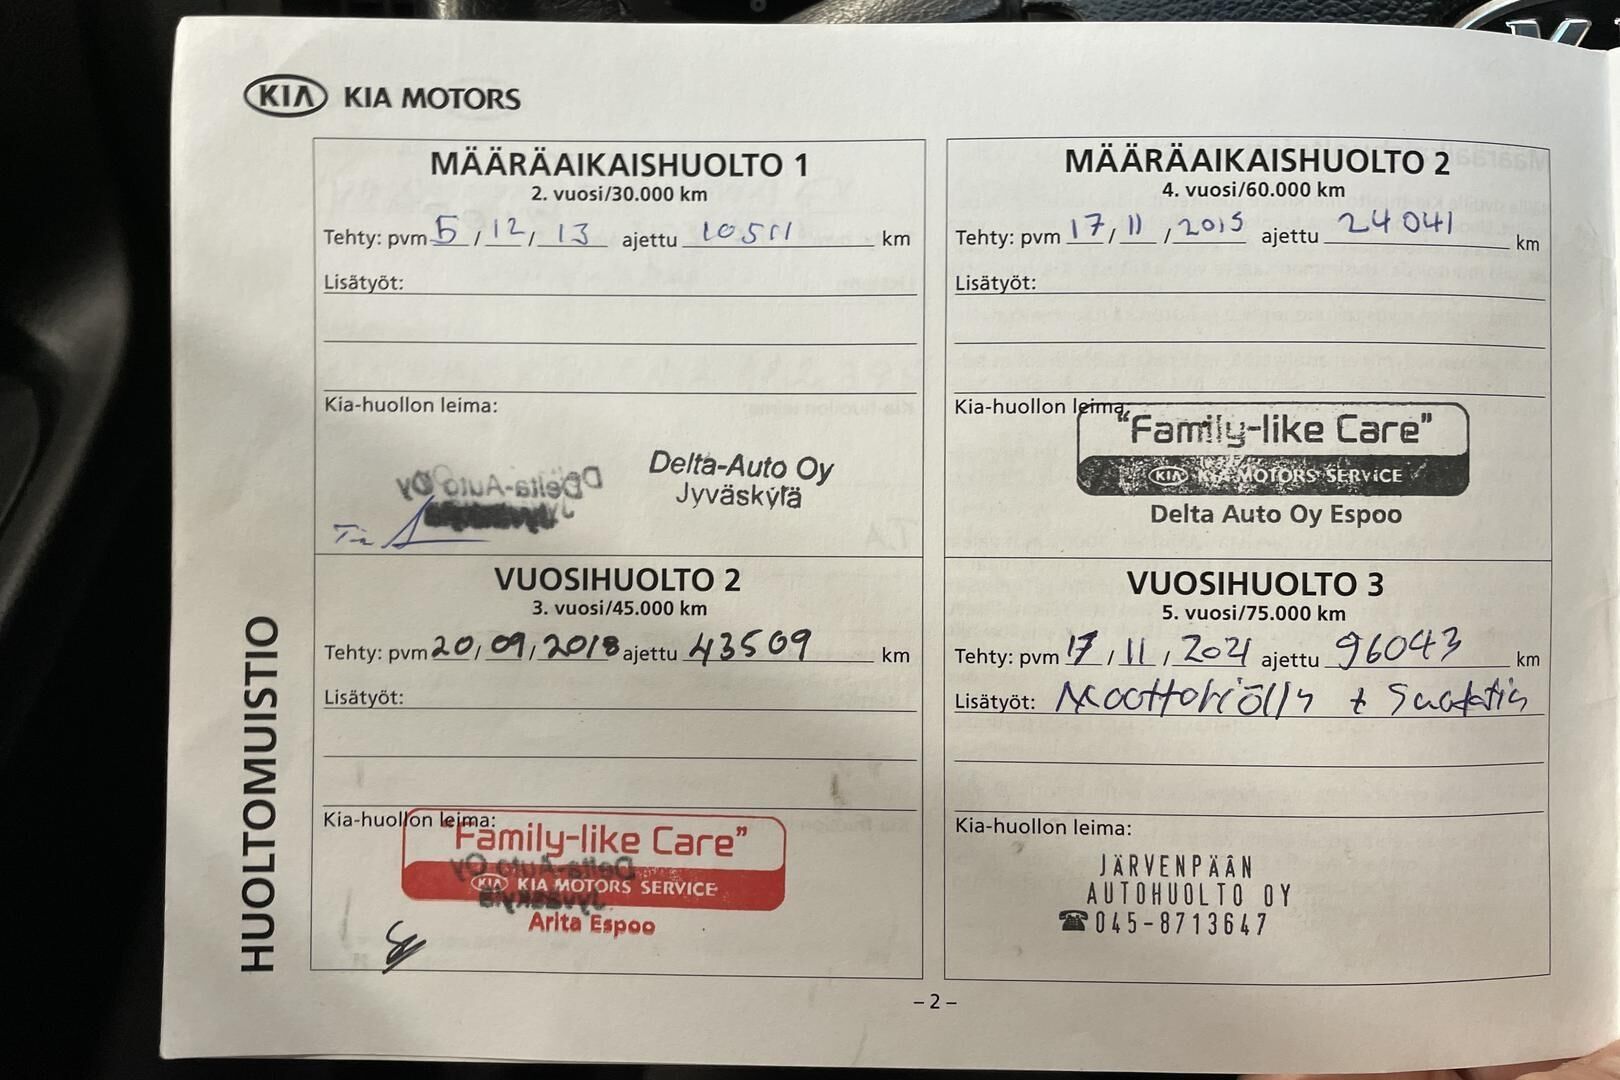 KIA KIA MOTORS
HUOLTOMUISTIO
MÄÄRÄAIKAISHUOLTO 1
2. vuosi/30.000 km
Tehty: pvm 5 / 12 / 13 ajettu 10511 km
Lisätyöt:
Kia-huollon leima:
Delta-Auto Oy
Jyväskylä
MÄÄRÄAIKAISHUOLTO 2
4. vuosi/60.000 km
Tehty: pvm 17 / 11 / 2015 ajettu 24041 km
Lisätyöt:
Kia-huollon leima:
"Family-like Care"
KIA KIA MOTORS SERVICE
Delta Auto Oy Espoo
VUOSIHUOLTO 2
3. vuosi/45.000 km
Tehty: pvm 20 / 09 / 2018 ajettu 43509 km
Lisätyöt:
Kia-huollon leima:
"Family-like Care"
KIA KIA MOTORS SERVICE
Arita Espoo
VUOSIHUOLTO 3
5. vuosi/75.000 km
Tehty: pvm 17 / 11 / 2021 ajettu 96043 km
Lisätyöt: Moottoriöljy + Suodatin
Kia-huollon leima:
JÄRVENPÄÄN
AUTOHUOLTO OY
☎045-8713647
– 2 –